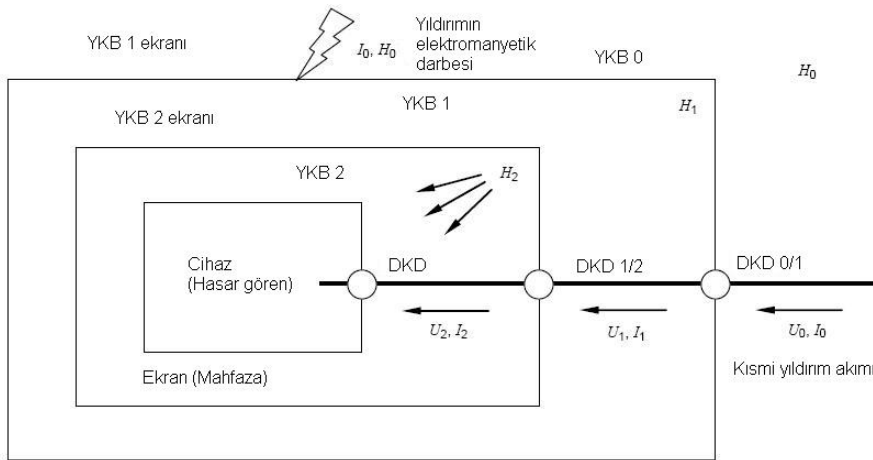 YKB 1 ekranı
Yıldırımın
elektromanyetik
darbesi
I0, H0
YKB 0
H0
YKB 1
H1
YKB 2 ekranı
YKB 2
H2
Cihaz
(Hasar gören)
DKD
DKD 1/2
DKD 0/1
U2, I2
U1, I1
U0, I0
Ekran (Mahfaza)
Kısmi yıldırım akımı